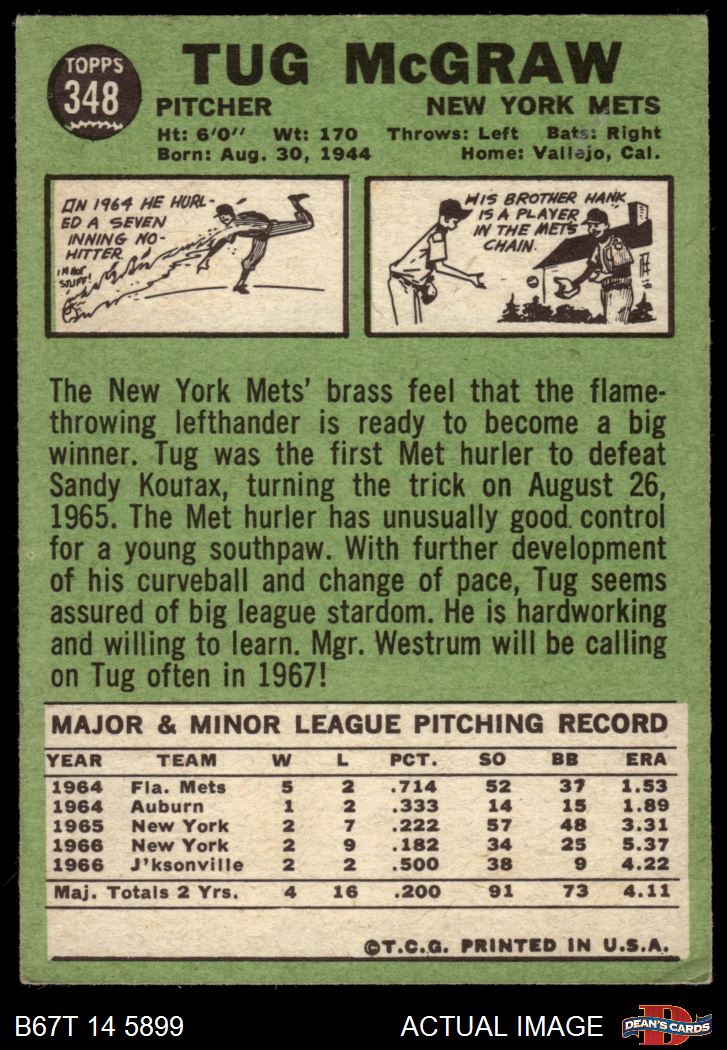 TOPPS
348
TUG McGRAW
PITCHER NEW YORK METS
Ht: 6'0" Wt: 170 Throws: Left Bats: Right
Born: Aug. 30, 1944 Home: Vallejo, Cal.
IN 1964 HE HURL-
ED A SEVEN
INNING NO-
HITTER.
I'M HOT
STUFF!
HIS BROTHER HANK
IS A PLAYER
IN THE METS
CHAIN.
The New York Mets' brass feel that the flame-
throwing lefthander is ready to become a big
winner. Tug was the first Met hurler to defeat
Sandy Koufax, turning the trick on August 26,
1965. The Met hurler has unusually good control
for a young southpaw. With further development
of his curveball and change of pace, Tug seems
assured of big league stardom. He is hardworking
and willing to learn. Mgr. Westrum will be calling
on Tug often in 1967!
MAJOR & MINOR LEAGUE PITCHING RECORD
YEAR TEAM W L PCT. SO BB ERA
1964 Fla. Mets 5 2 .714 52 37 1.53
1964 Auburn 1 2 .333 14 15 1.89
1965 New York 2 7 .222 57 48 3.31
1966 New York 2 9 .182 34 25 5.37
1966 J'ksonville 2 2 .500 38 9 4.22
Maj. Totals 2 Yrs. 4 16 .200 91 73 4.11
©T.C.G. PRINTED IN U.S.A.
B67T 14 5899 ACTUAL IMAGE
DEAN'S CARDS